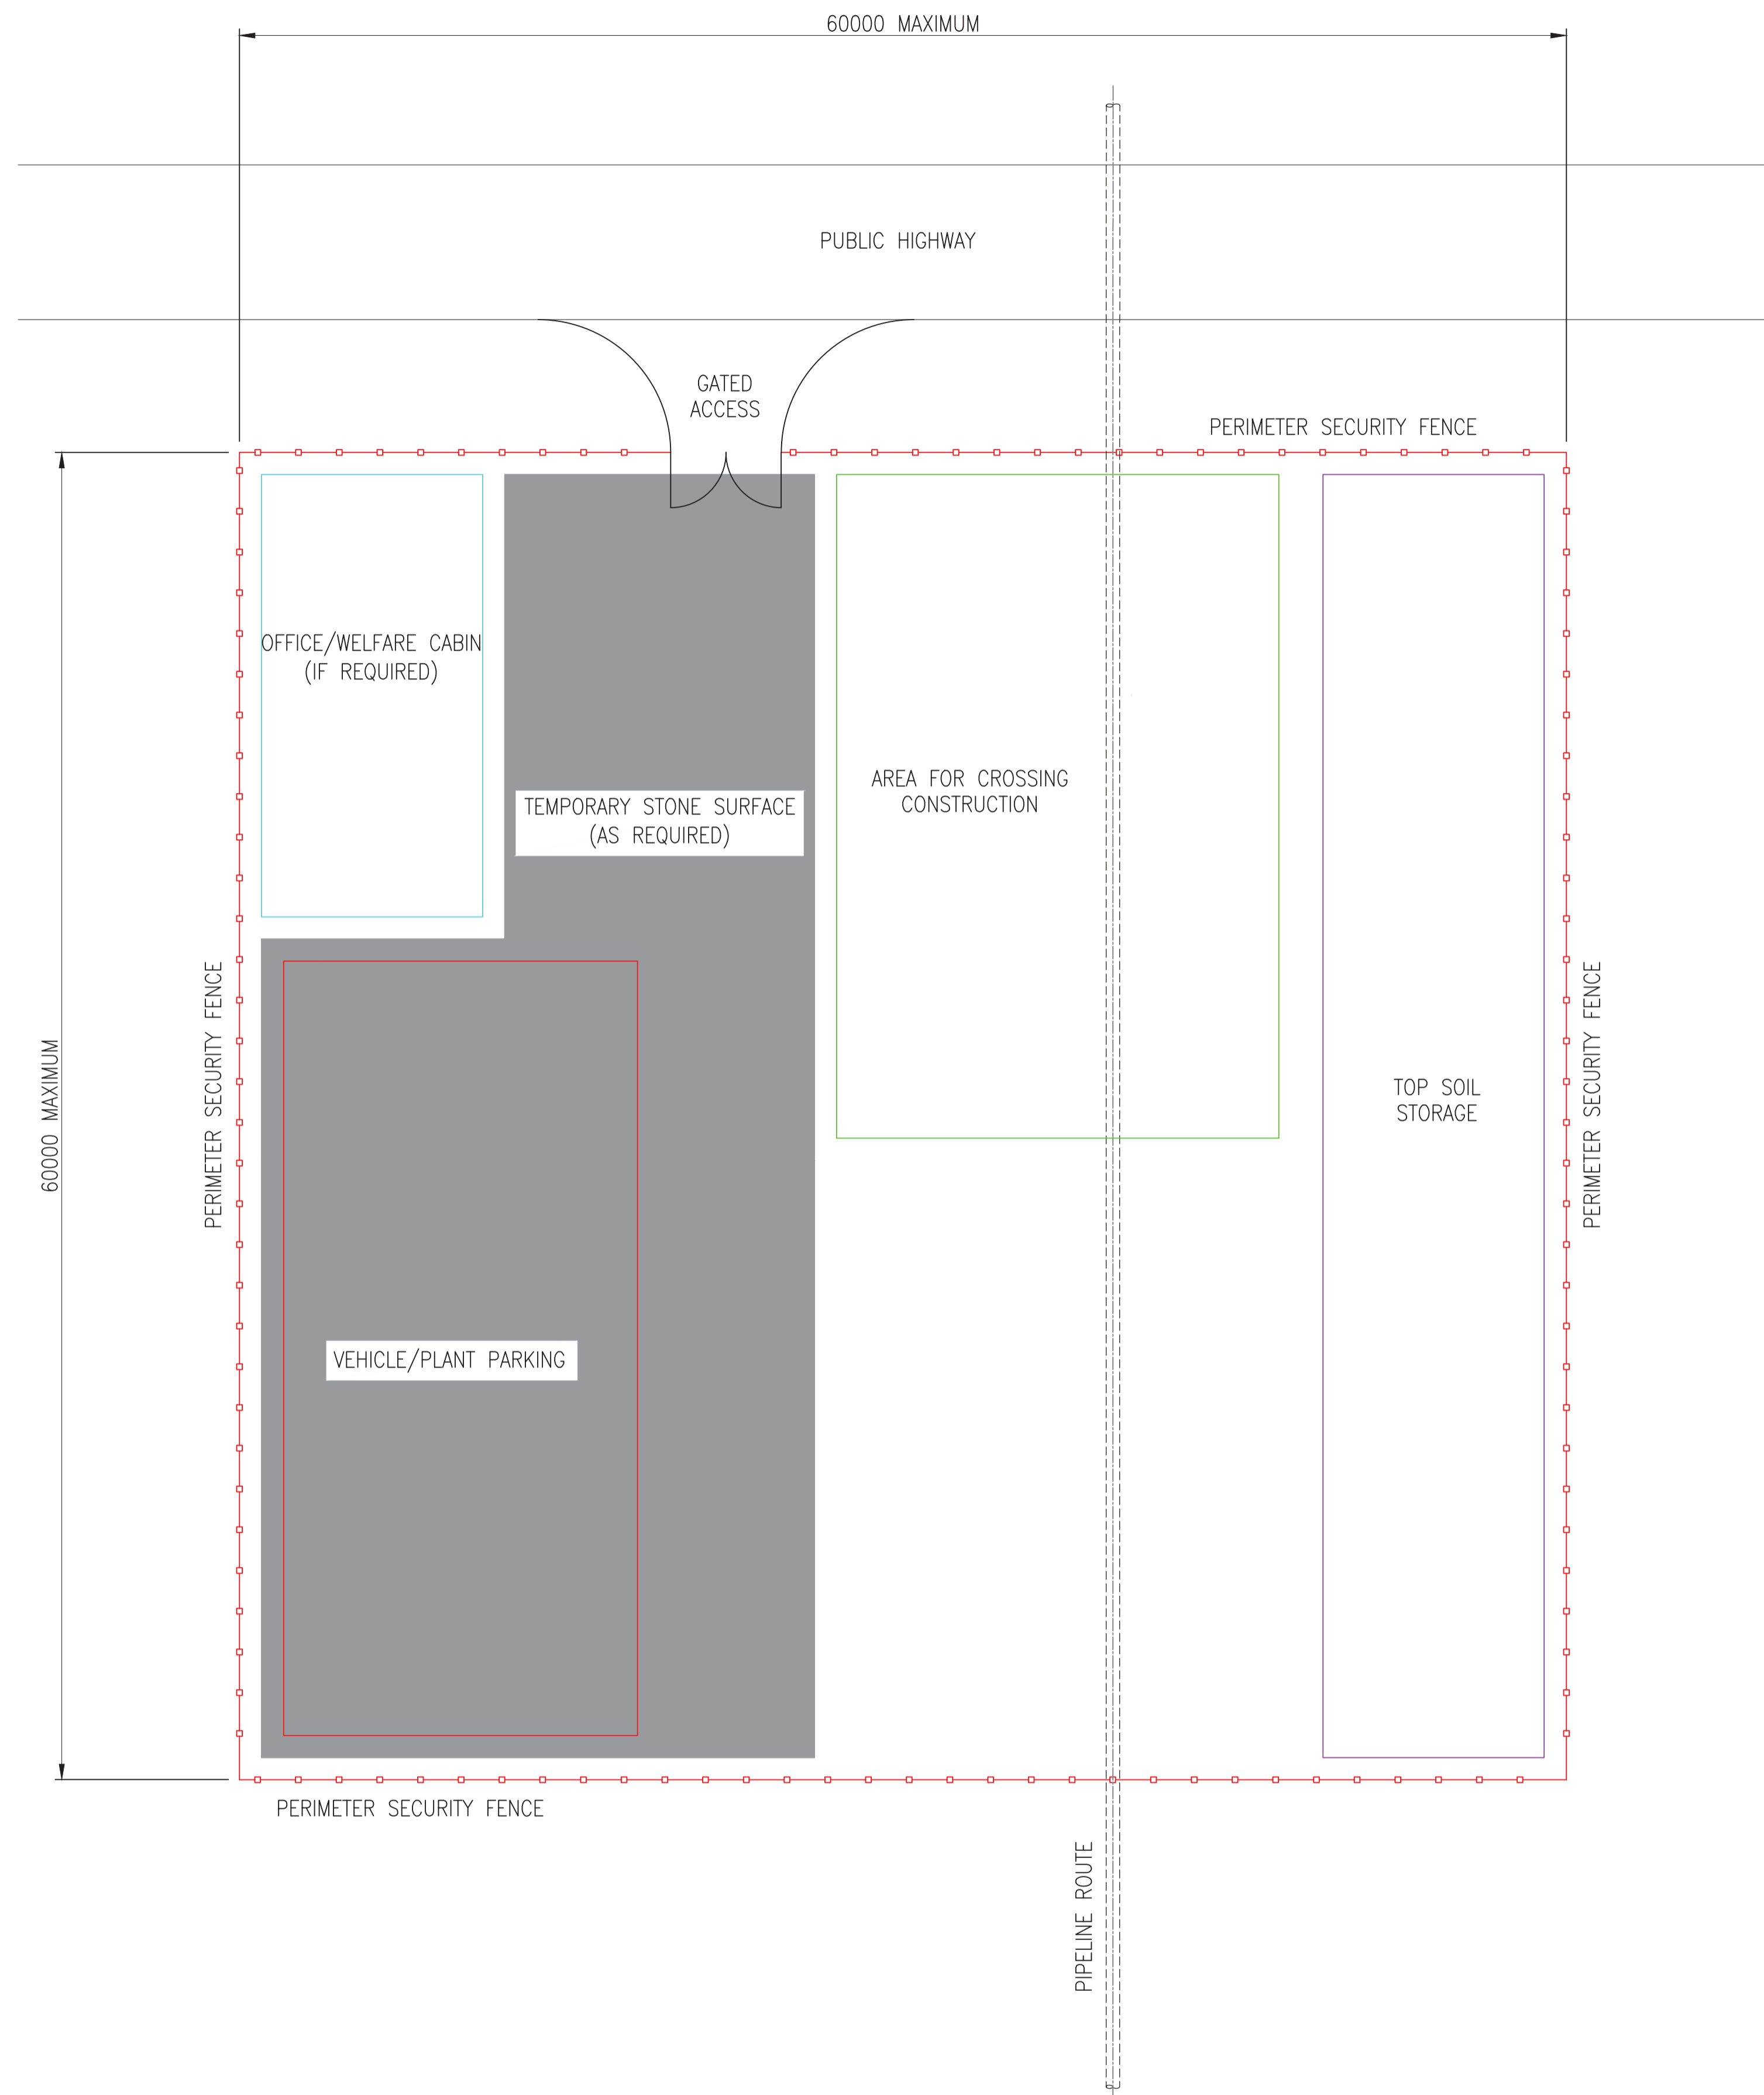 60000 MAXIMUM
PUBLIC HIGHWAY
GATED
ACCESS
PERIMETER SECURITY FENCE
OFFICE/WELFARE CABIN
(IF REQUIRED)
TEMPORARY STONE SURFACE
(AS REQUIRED)
AREA FOR CROSSING
CONSTRUCTION
60000 MAXIMUM
PERIMETER SECURITY FENCE
TOP SOIL
STORAGE
PERIMETER SECURITY FENCE
VEHICLE/PLANT PARKING
PERIMETER SECURITY FENCE
PIPELINE ROUTE